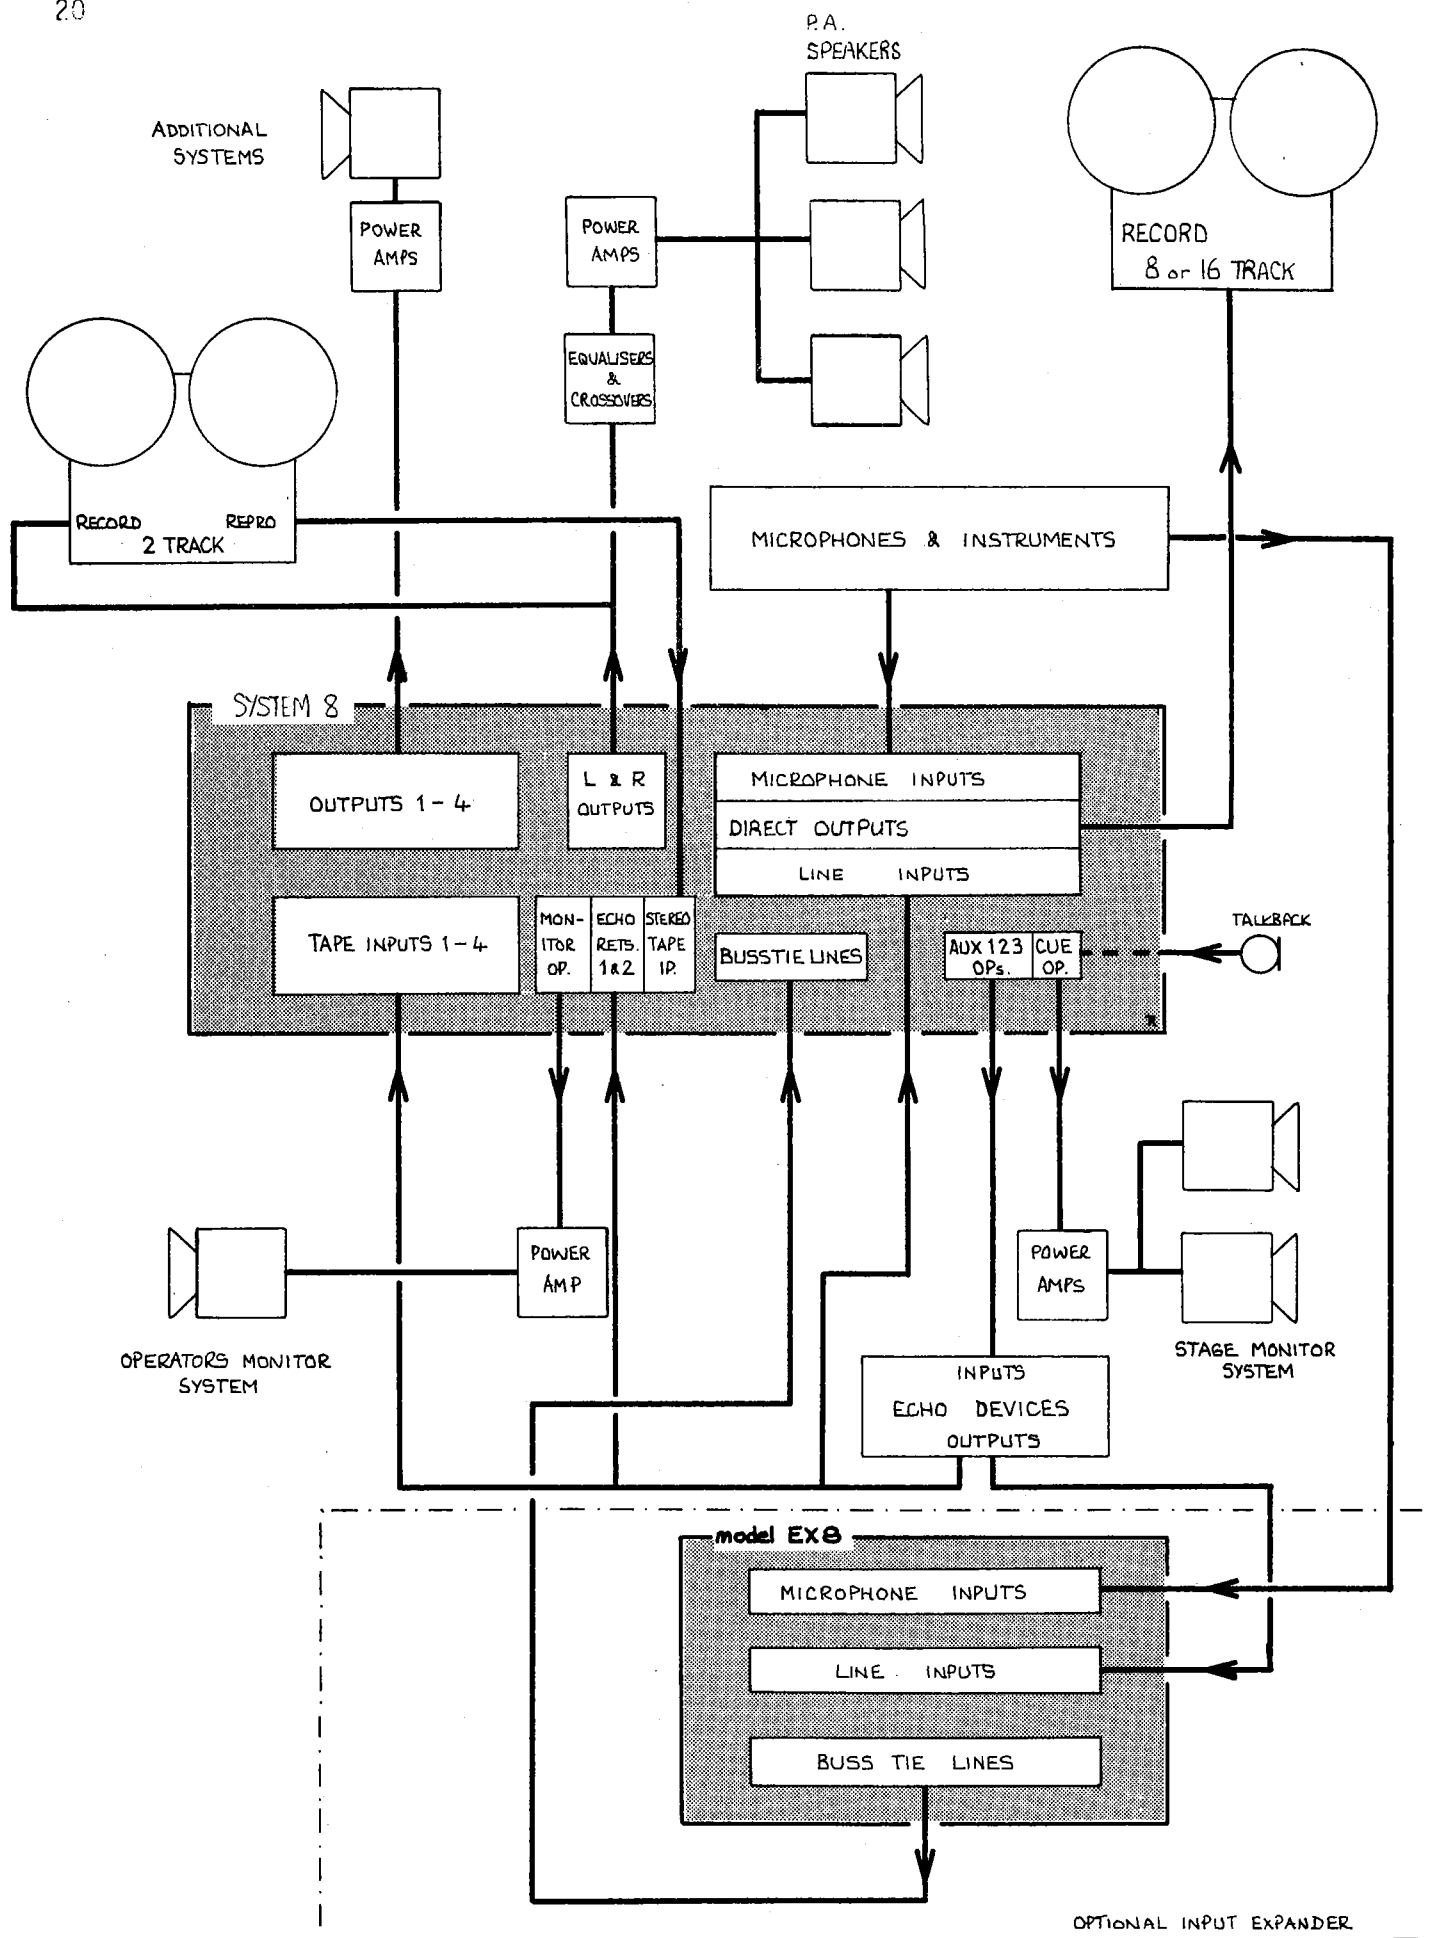 20
P.A.
SPEAKERS
ADDITIONAL
SYSTEMS
POWER
AMPS
POWER
AMPS
RECORD
8 or 16 TRACK
EQUALISERS
&
CROSSOVERS
RECORD
REPRO
2 TRACK
MICROPHONES & INSTRUMENTS
SYSTEM 8
OUTPUTS 1-4
L & R
OUTPUTS
MICROPHONE INPUTS
DIRECT OUTPUTS
LINE INPUTS
TAPE INPUTS 1-4
MON-
ITOR
OP.
ECHO
RETS.
1&2
STEREO
TAPE
IP.
BUSS TIE LINES
AUX 123
OPs.
CUE
OP.
TALKBACK
POWER
AMP
POWER
AMPS
OPERATORS MONITOR
SYSTEM
STAGE MONITOR
SYSTEM
INPUTS
ECHO DEVICES
OUTPUTS
model EX8
MICROPHONE INPUTS
LINE INPUTS
BUSS TIE LINES
OPTIONAL INPUT EXPANDER